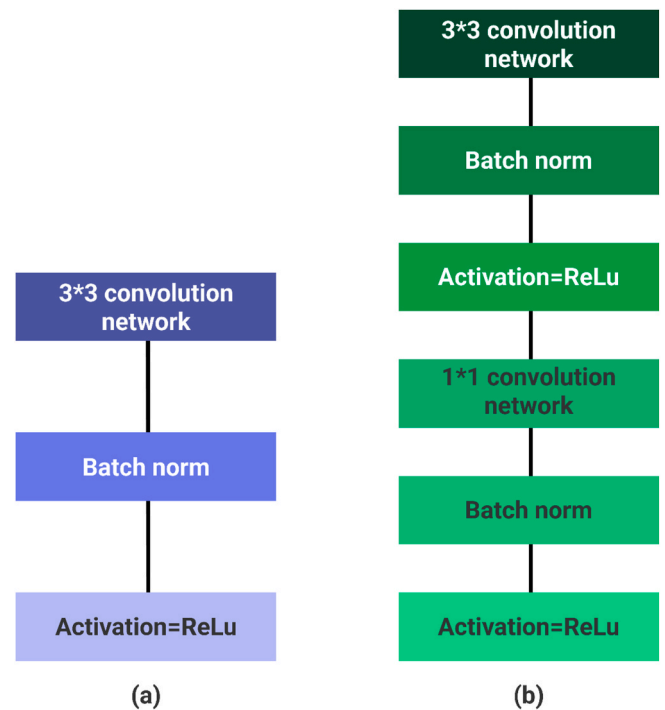 3*3 convolution
network
Batch norm
Activation=ReLu
(a)
3*3 convolution
network
Batch norm
Activation=ReLu
1*1 convolution
network
Batch norm
Activation=ReLu
(b)